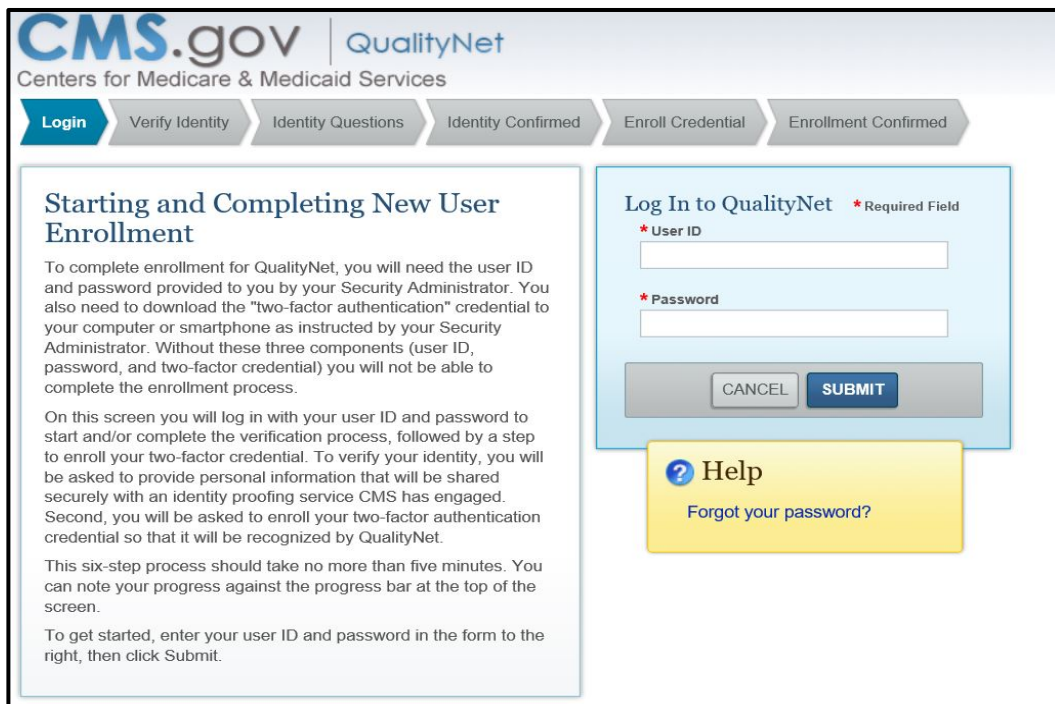 CMS.gov QualityNet
Centers for Medicare & Medicaid Services
Login Verify Identity Identity Questions Identity Confirmed Enroll Credential Enrollment Confirmed
Starting and Completing New User
Enrollment
To complete enrollment for QualityNet, you will need the user ID
and password provided to you by your Security Administrator. You
also need to download the "two-factor authentication" credential to
your computer or smartphone as instructed by your Security
Administrator. Without these three components (user ID,
password, and two-factor credential) you will not be able to
complete the enrollment process.
On this screen you will log in with your user ID and password to
start and/or complete the verification process, followed by a step
to enroll your two-factor credential. To verify your identity, you will
be asked to provide personal information that will be shared
securely with an identity proofing service CMS has engaged.
Second, you will be asked to enroll your two-factor authentication
credential so that it will be recognized by QualityNet.
This six-step process should take no more than five minutes. You
can note your progress against the progress bar at the top of the
screen.
To get started, enter your user ID and password in the form to the
right, then click Submit.
Log In to QualityNet * Required Field
* User ID
* Password
CANCEL SUBMIT
? Help
Forgot your password?